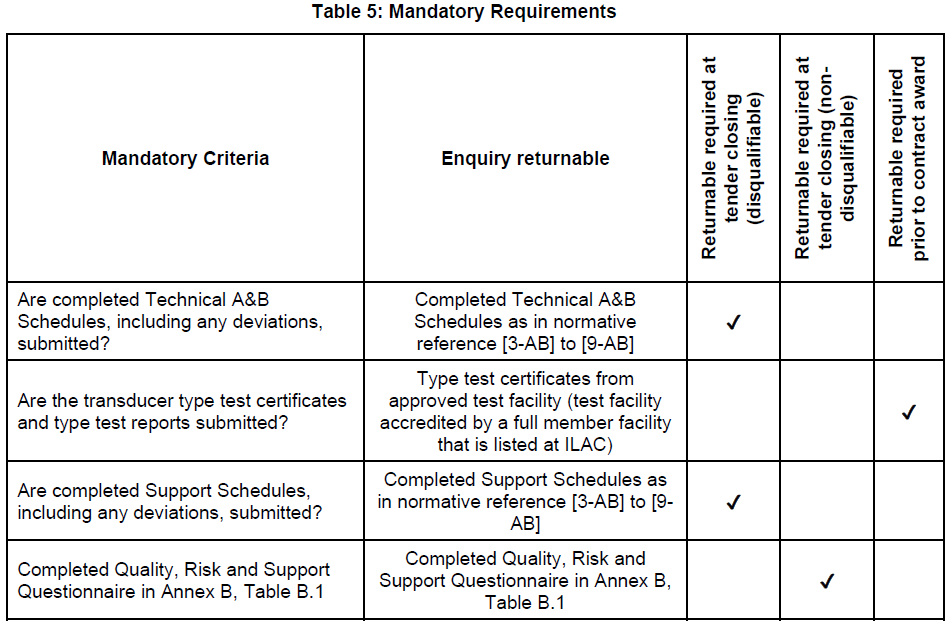 Table 5: Mandatory Requirements
Mandatory Criteria
Enquiry returnable
Returnable required at
tender closing
(disqualifiable)
Returnable required at
tender closing (non-
disqualifiable)
Returnable required
prior to contract award
Are completed Technical A&B
Schedules, including any deviations,
submitted?
Completed Technical A&B
Schedules as in normative
reference [3-AB] to [9-AB]
✓
Are the transducer type test certificates
and type test reports submitted?
Type test certificates from
approved test facility (test facility
accredited by a full member facility
that is listed at ILAC)
✓
Are completed Support Schedules,
including any deviations, submitted?
Completed Support Schedules as
in normative reference [3-AB] to [9-
AB]
✓
Completed Quality, Risk and Support
Questionnaire in Annex B, Table B.1
Completed Quality, Risk and
Support Questionnaire in Annex B,
Table B.1
✓